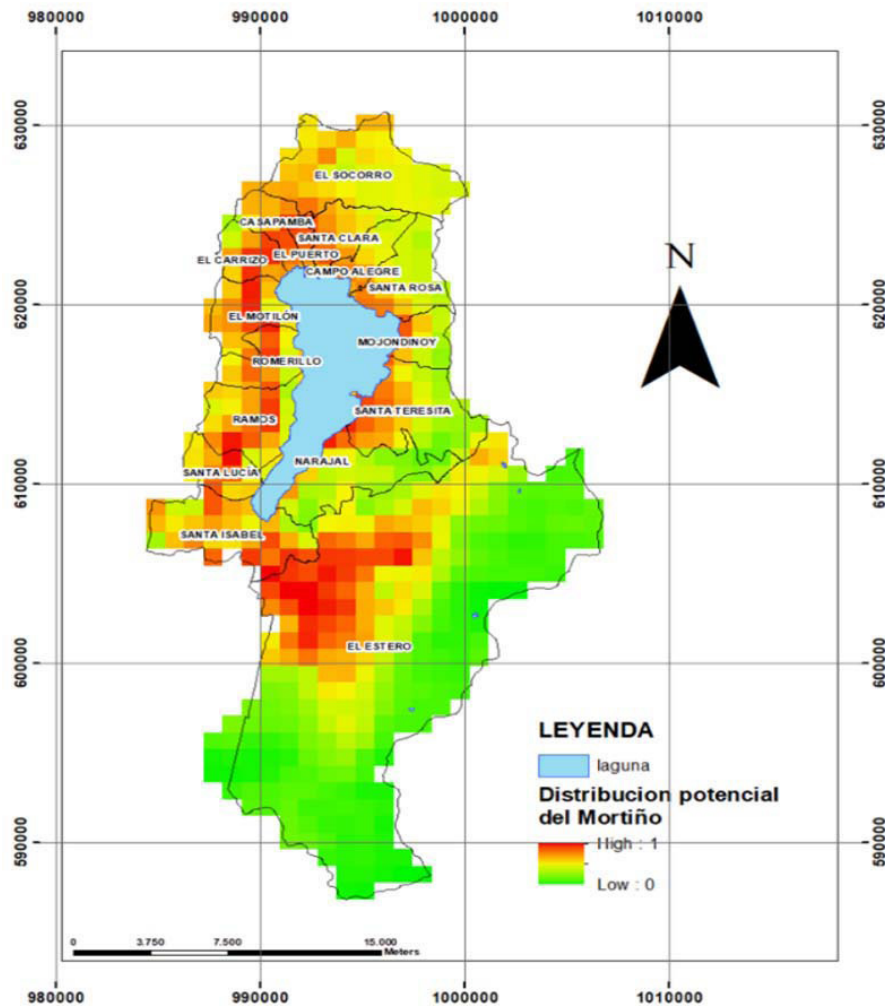 980000 990000 1000000 1010000
630000 630000
EL SOCORRO
CASAPAMBA
SANTA CLARA
EL PUERTO
EL CARRIZO
CAMPO ALEGRE
SANTA ROSA
620000 620000
EL MOTILÓN
MOJONDINOY
ROMERILLO
SANTA TERESITA
RAMOS
NARAJAL
SANTA LUCÍA
610000 610000
SANTA ISABEL
N
EL ESTERO
600000 600000
LEYENDA
laguna
Distribucion potencial
del Mortiño
High : 1
Low : 0
590000 590000
0 3.750 7.500 15.000
Meters
980000 990000 1000000 1010000